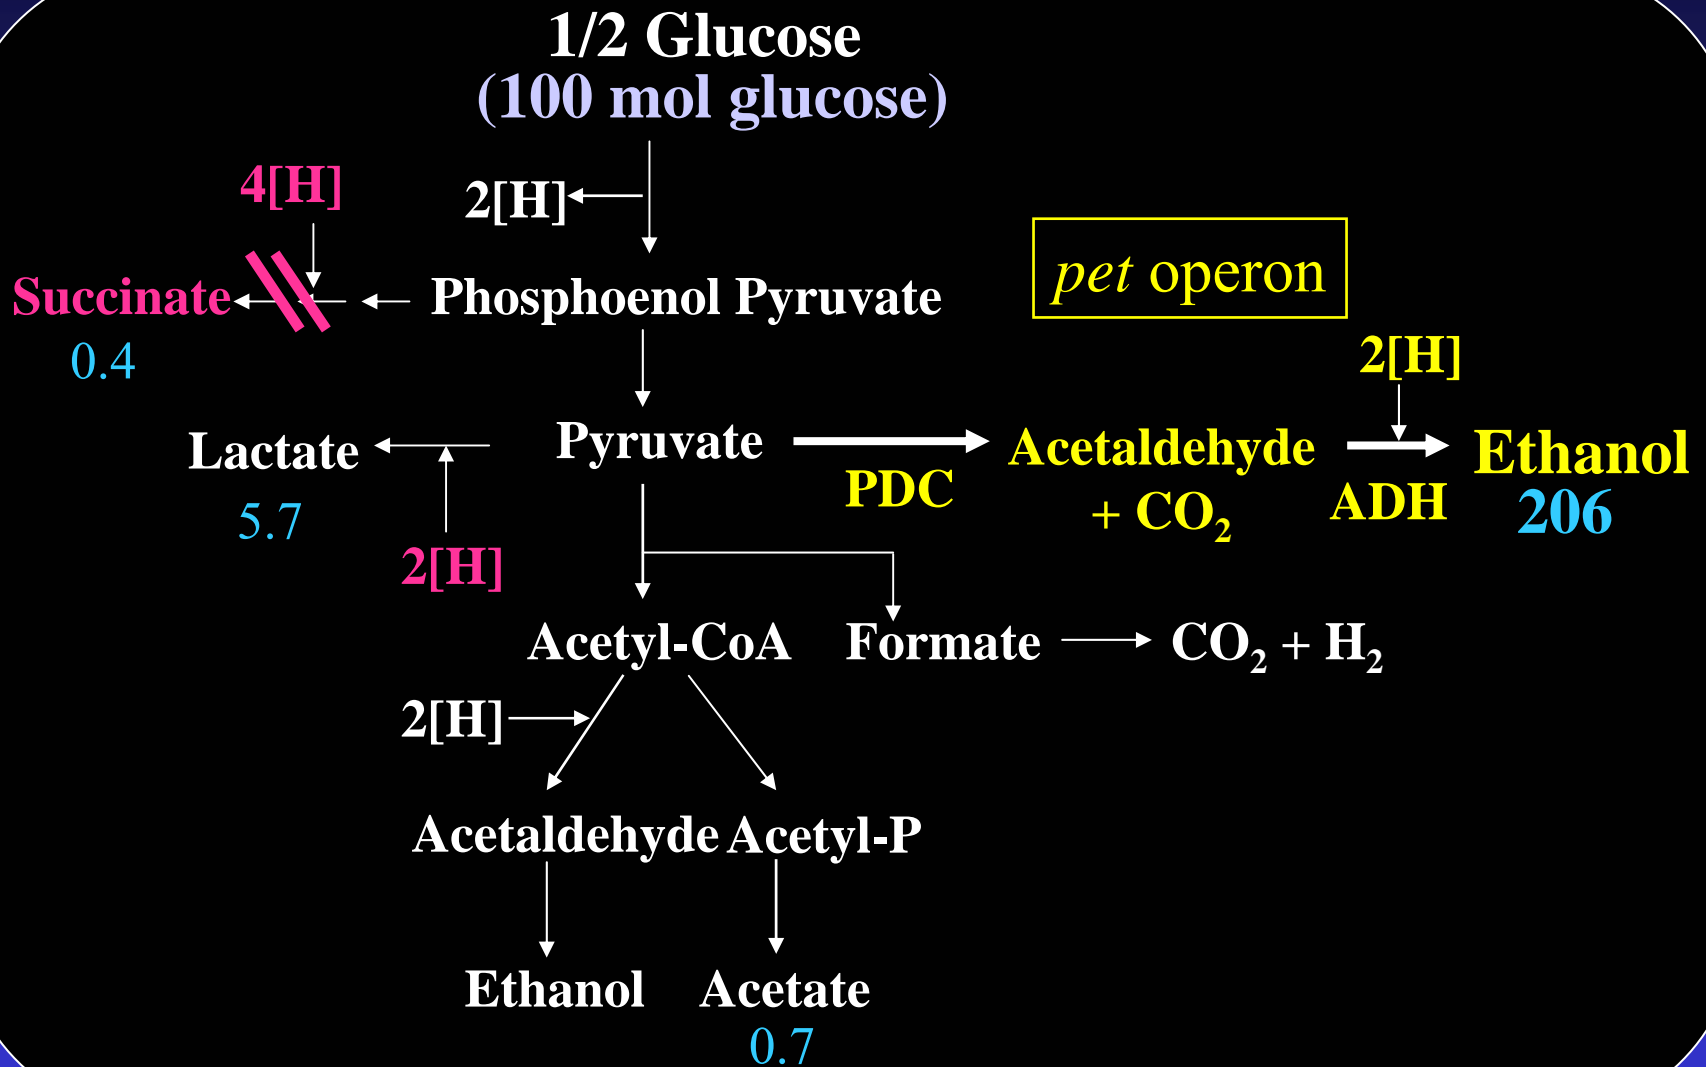 1/2 Glucose
(100 mol glucose)
4[H]
2[H]
pet operon
Succinate
Phosphoenol Pyruvate
0.4
2[H]
Lactate
Pyruvate
Acetaldehyde
Ethanol
PDC
+ CO₂
ADH
206
5.7
2[H]
Acetyl-CoA
Formate
CO₂ + H₂
2[H]
Acetaldehyde
Acetyl-P
Ethanol
Acetate
0.7